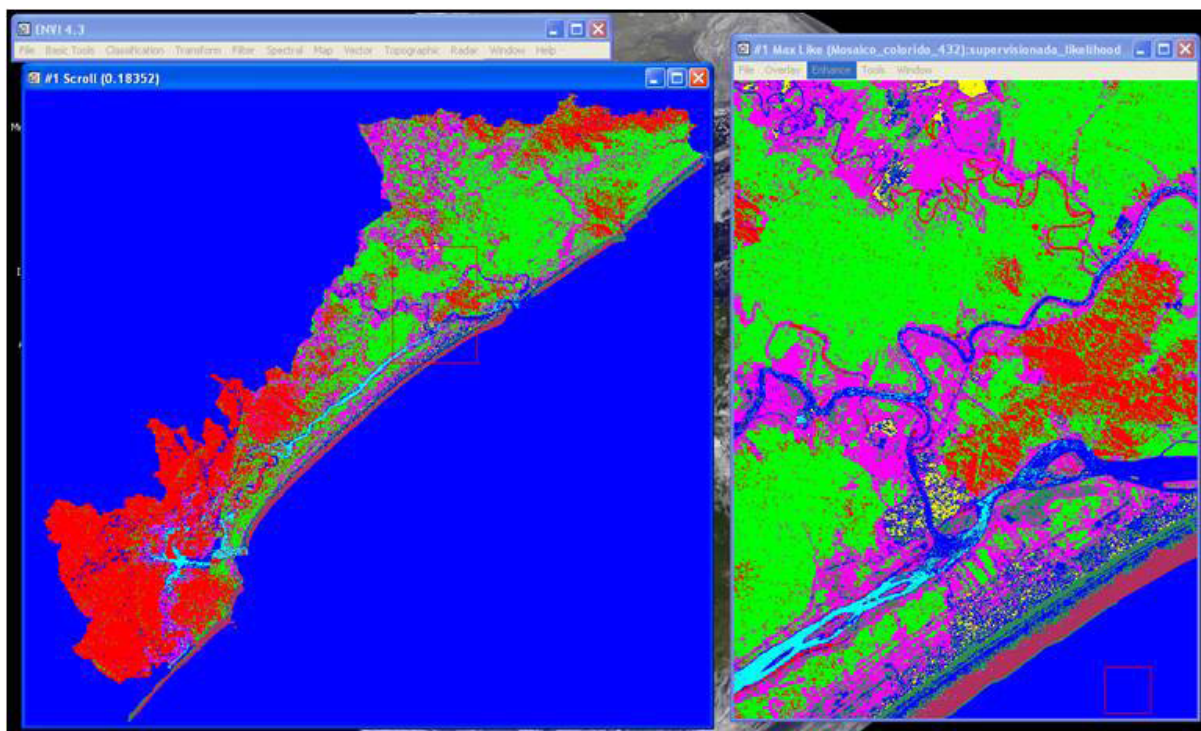 ENVI 4.3
File Basic Tools Classification Transform Filter Spectral Map Vector Topographic Radar Window Help
#1 Scroll (0.18352)
#1 Max Like (Mosaico_colorido_432):supervisionada_likelihood
File Overlay Enhance Tools Window